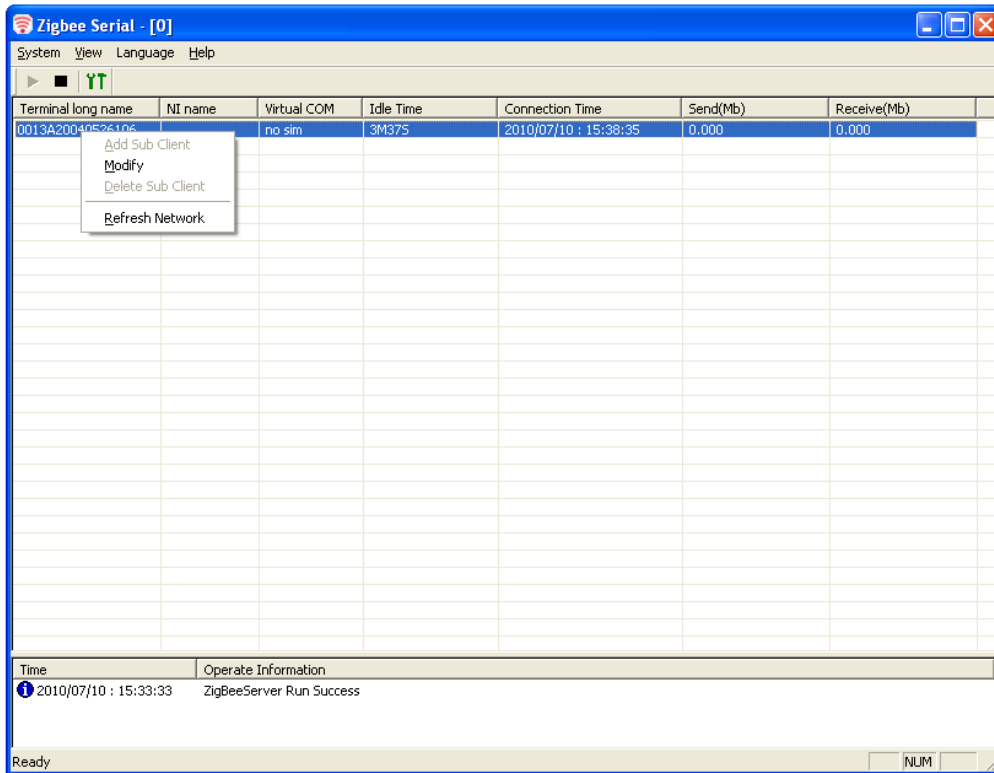 Zigbee Serial - [0]
System View Language Help
Terminal long name NI name Virtual COM Idle Time Connection Time Send(Mb) Receive(Mb)
0013A20040526106 no sim 3M37S 2010/07/10 : 15:38:35 0.000 0.000
Add Sub Client
Modify
Delete Sub Client
Refresh Network
Time Operate Information
2010/07/10 : 15:33:33 ZigBeeServer Run Success
Ready NUM